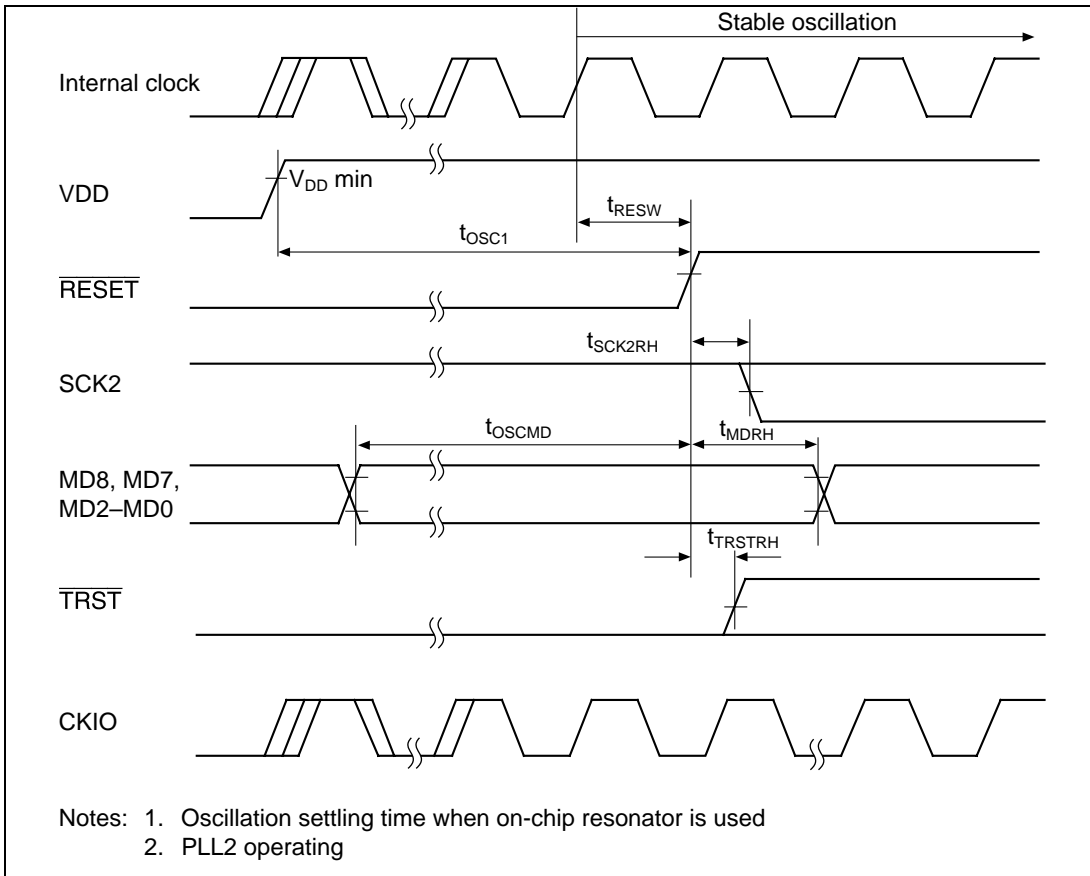 Stable oscillation
Internal clock
VDD
VDD min
tRESW
tOSC1
RESET
tSCK2RH
SCK2
tOSCMD
tMDRH
MD8, MD7,
MD2–MD0
tTRSTRH
TRST
CKIO
Notes: 1. Oscillation settling time when on-chip resonator is used
2. PLL2 operating